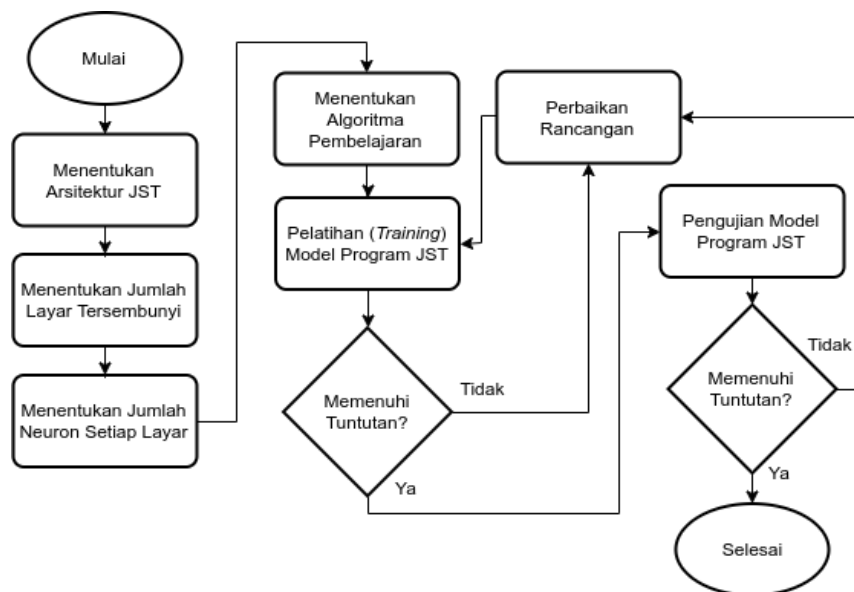 Mulai
Menentukan
Arsitektur JST
Menentukan Jumlah
Layar Tersembunyi
Menentukan Jumlah
Neuron Setiap Layar
Menentukan
Algoritma
Pembelajaran
Pelatihan (Training)
Model Program JST
Memenuhi
Tuntutan?
Tidak
Ya
Perbaikan
Rancangan
Pengujian Model
Program JST
Memenuhi
Tuntutan?
Tidak
Ya
Selesai